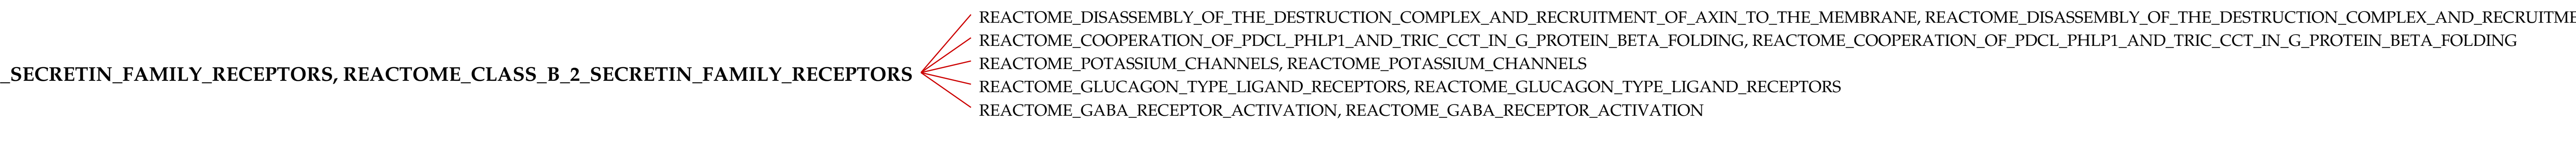 REACTOME_DISASSEMBLY_OF_THE_DESTRUCTION_COMPLEX_AND_RECRUITMENT_OF_AXIN_TO_THE_MEMBRANE, REACTOME_DISASSEMBLY_OF_THE_DESTRUCTION_COMPLEX_AND_RECRUITME
REACTOME_COOPERATION_OF_PDCL_PHLP1_AND_TRIC_CCT_IN_G_PROTEIN_BETA_FOLDING, REACTOME_COOPERATION_OF_PDCL_PHLP1_AND_TRIC_CCT_IN_G_PROTEIN_BETA_FOLDING
REACTOME_POTASSIUM_CHANNELS, REACTOME_POTASSIUM_CHANNELS
_SECRETIN_FAMILY_RECEPTORS, REACTOME_CLASS_B_2_SECRETIN_FAMILY_RECEPTORS
REACTOME_GLUCAGON_TYPE_LIGAND_RECEPTORS, REACTOME_GLUCAGON_TYPE_LIGAND_RECEPTORS
REACTOME_GABA_RECEPTOR_ACTIVATION, REACTOME_GABA_RECEPTOR_ACTIVATION